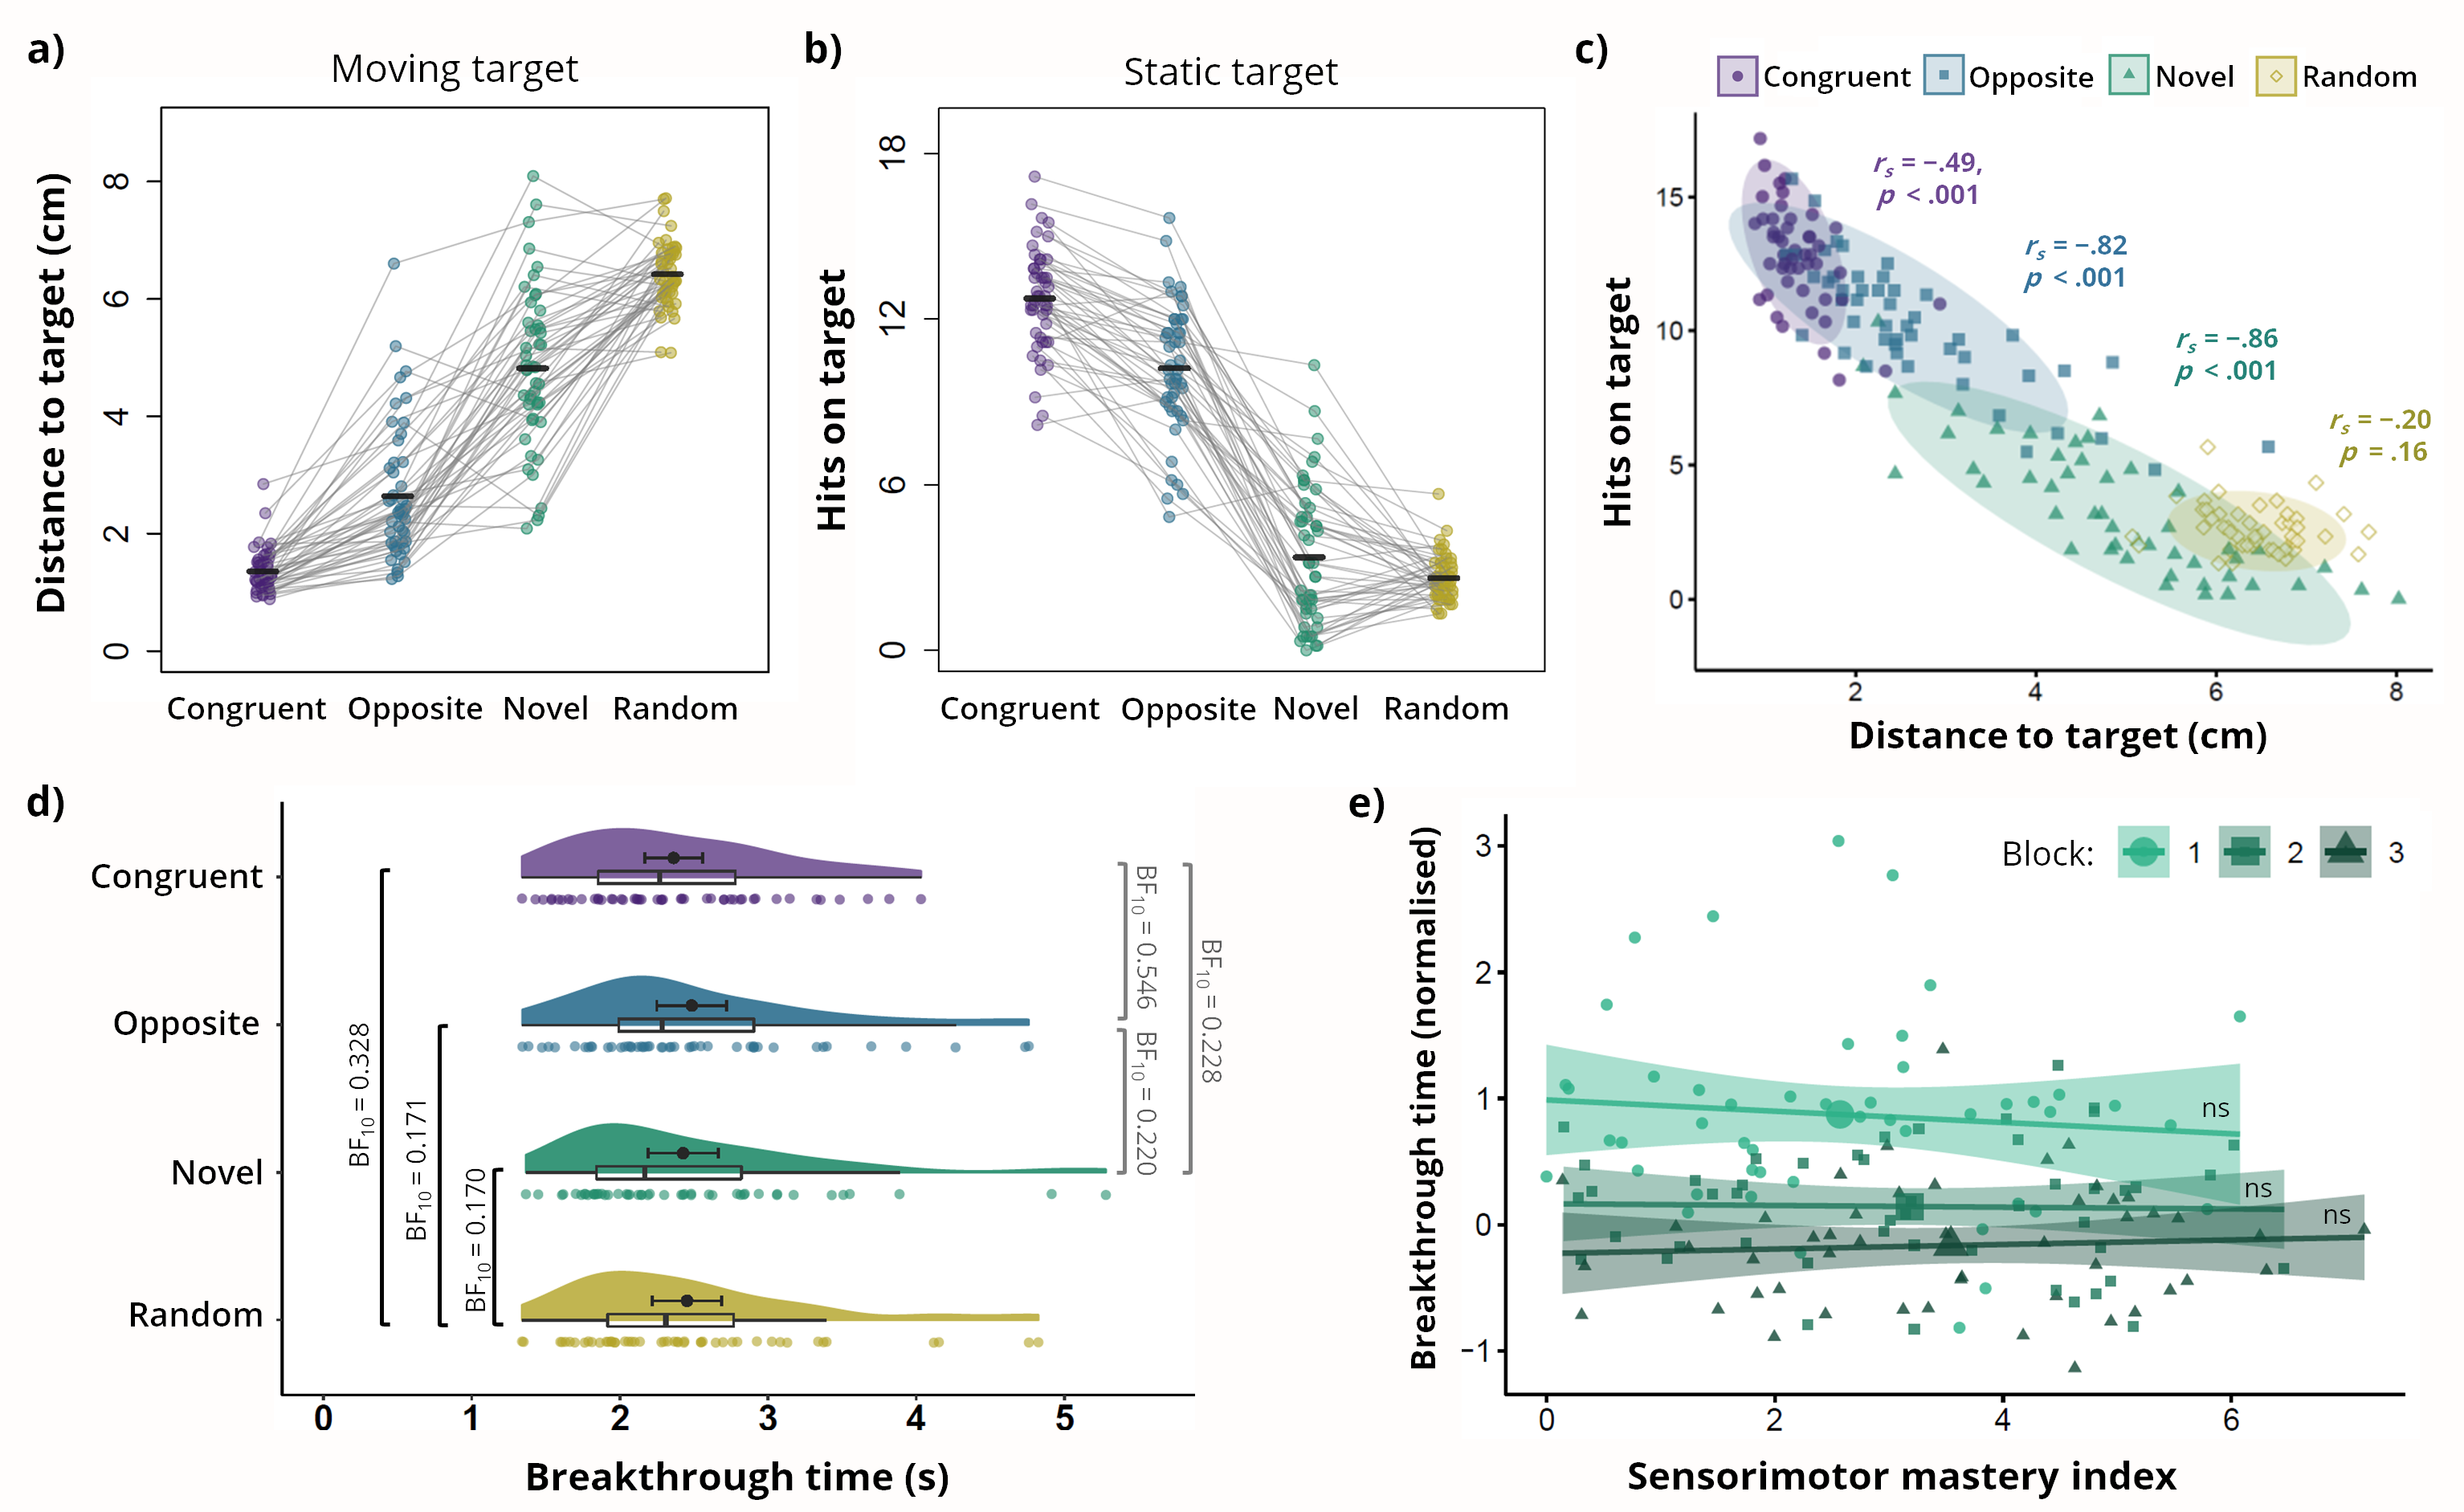 a)
Moving target
Distance to target (cm)
8
6
4
2
0
Congruent Opposite Novel Random
b)
Static target
Hits on target
18
12
6
0
Congruent Opposite Novel Random
c)
Congruent Opposite Novel Random
Hits on target
15
10
5
0
rs = −.49,
p < .001
rs = −.82
p < .001
rs = −.86
p < .001
rs = −.20
p = .16
2 4 6 8
Distance to target (cm)
d)
Congruent
Opposite
Novel
Random
BF10 = 0.328
BF10 = 0.171
BF10 = 0.170
BF10 = 0.546
BF10 = 0.220
BF10 = 0.228
0 1 2 3 4 5
Breakthrough time (s)
e)
Block: 1 2 3
Breakthrough time (normalised)
3
2
1
0
−1
ns
ns
ns
0 2 4 6
Sensorimotor mastery index